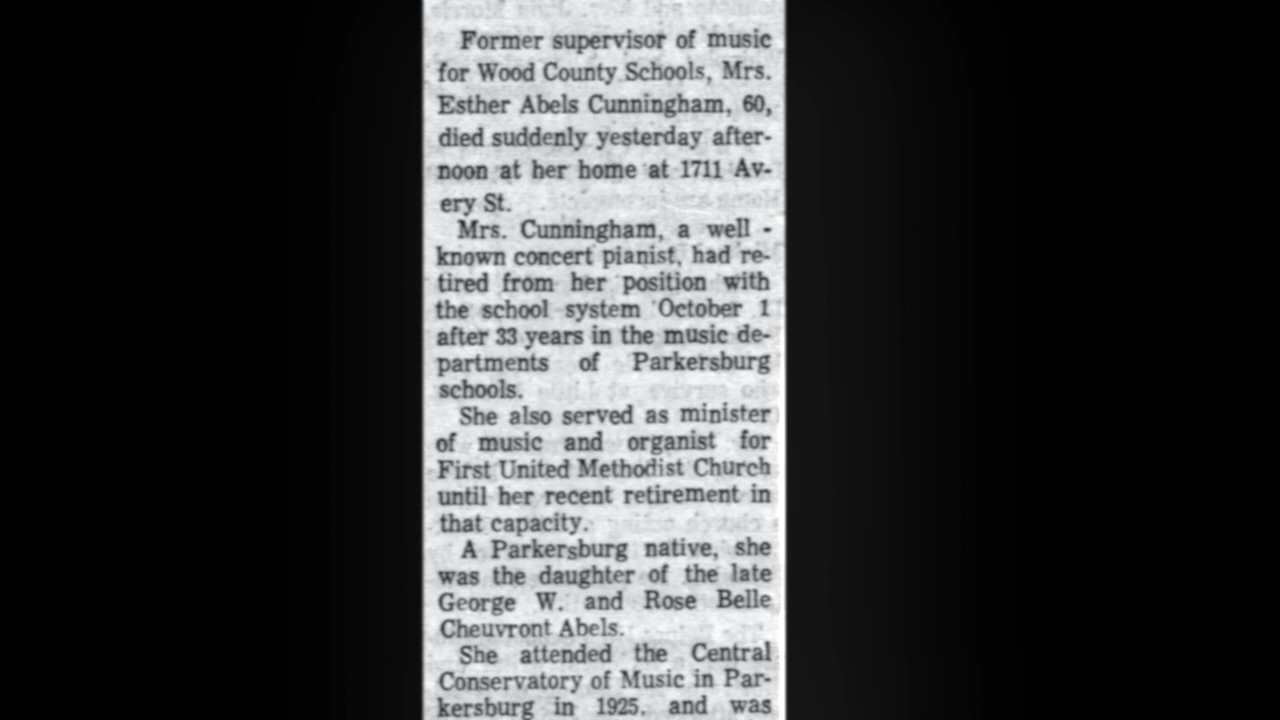 Former supervisor of music
for Wood County Schools, Mrs.
Esther Abels Cunningham, 60,
died suddenly yesterday after-
noon at her home at 1711 Av-
ery St.
Mrs. Cunningham, a well -
known concert pianist, had re-
tired from her position with
the school system October 1
after 33 years in the music de-
partments of Parkersburg
schools.
She also served as minister
of music and organist for
First United Methodist Church
until her recent retirement in
that capacity.
A Parkersburg native, she
was the daughter of the late
George W. and Rose Belle
Cheuvront Abels.
She attended the Central
Conservatory of Music in Par-
kersburg in 1925, and was